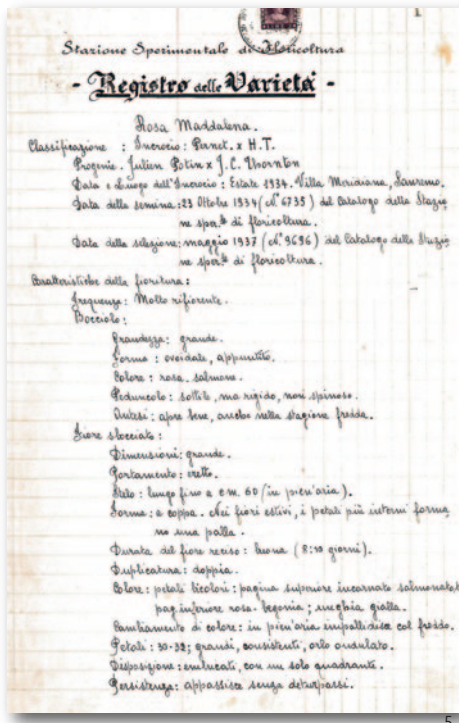 1
Stazione Sperimentale di Floricoltura
- Registro delle Varietà -
Rosa Maddalena.
Classificazione : Incrocio: Pernet. x H.T.
Progenie. Julien Potin x J.C. Thornton
Data e Luogo dell'Incrocio: Estate 1934. Villa Meridiana, Sanremo.
Data della semina: 23 Ottobre 1934 (N° 6735) del Catalogo della Stazio
ne sper.le di floricoltura.
Data della selezione: maggio 1937 (N° 9696) del Catalogo della Stazio
ne sper.le di floricoltura.
Caratteristiche della fioritura:
Frequenza: Molto rifiorente.
Bocciolo:
Grandezza: grande.
Forma : ovoidale, appuntito.
Colore: rosa. salmone.
Peduncolo: sottile, ma rigido, non spinoso.
Antesi: apre bene, anche nella stagione fredda.
Fiore sbocciato:
Dimensioni: grande.
Portamento: eretto.
Stelo: lungo fino a cm. 60 (in pien'aria).
Forma: a coppa. Nei fiori estivi, i petali più interni forma
no una palla.
Durata del fiore reciso: buona (8:10 giorni).
Duplicatura: doppia.
Colore: petali bicolori: pagina superiore incarnato salmonato,
pag. inferiore rosa-begonia; unghia gialla.
Cambiamento di colore: in pien'aria impallidisce col freddo.
Petali: 30-32; grandi, consistenti, orlo ondulato.
Disposizione: embricati, con un solo quadrante.
Persistenza: appassisce senza deturpassi.
5